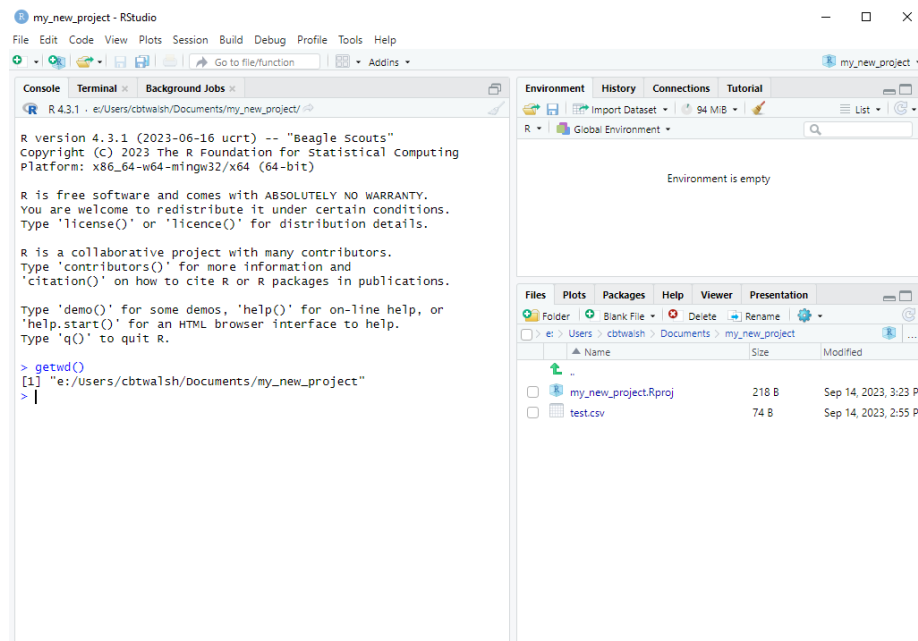 my_new_project - RStudio
File Edit Code View Plots Session Build Debug Profile Tools Help
Go to file/function Addins my_new_project
Console Terminal Background Jobs
R 4.3.1 · e:/Users/cbtwalsh/Documents/my_new_project/
R version 4.3.1 (2023-06-16 ucrt) -- "Beagle Scouts"
Copyright (C) 2023 The R Foundation for Statistical Computing
Platform: x86_64-w64-mingw32/x64 (64-bit)
R is free software and comes with ABSOLUTELY NO WARRANTY.
You are welcome to redistribute it under certain conditions.
Type 'license()' or 'licence()' for distribution details.
R is a collaborative project with many contributors.
Type 'contributors()' for more information and
'citation()' on how to cite R or R packages in publications.
Type 'demo()' for some demos, 'help()' for on-line help, or
'help.start()' for an HTML browser interface to help.
Type 'q()' to quit R.
> getwd()
[1] "e:/Users/cbtwalsh/Documents/my_new_project"
>
Environment History Connections Tutorial
Import Dataset 94 MiB List
R Global Environment
Environment is empty
Files Plots Packages Help Viewer Presentation
Folder Blank File Delete Rename
e: > Users > cbtwalsh > Documents > my_new_project R ...
Name Size Modified
..
my_new_project.Rproj 218 B Sep 14, 2023, 3:23 P
test.csv 74 B Sep 14, 2023, 2:55 P